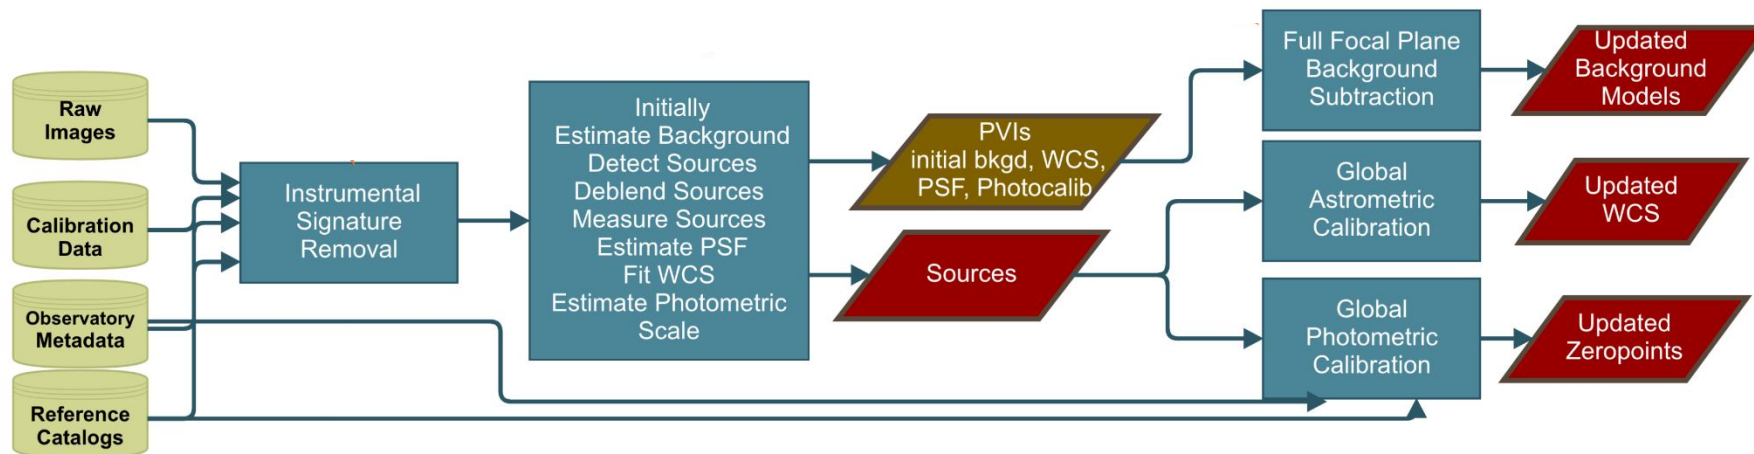 Raw
Images
Calibration
Data
Observatory
Metadata
Reference
Catalogs
Instrumental
Signature
Removal
Initially
Estimate Background
Detect Sources
Deblend Sources
Measure Sources
Estimate PSF
Fit WCS
Estimate Photometric
Scale
PVIs
initial bkgd, WCS,
PSF, Photocalib
Sources
Full Focal Plane
Background
Subtraction
Global
Astrometric
Calibration
Global
Photometric
Calibration
Updated
Background
Models
Updated
WCS
Updated
Zeropoints